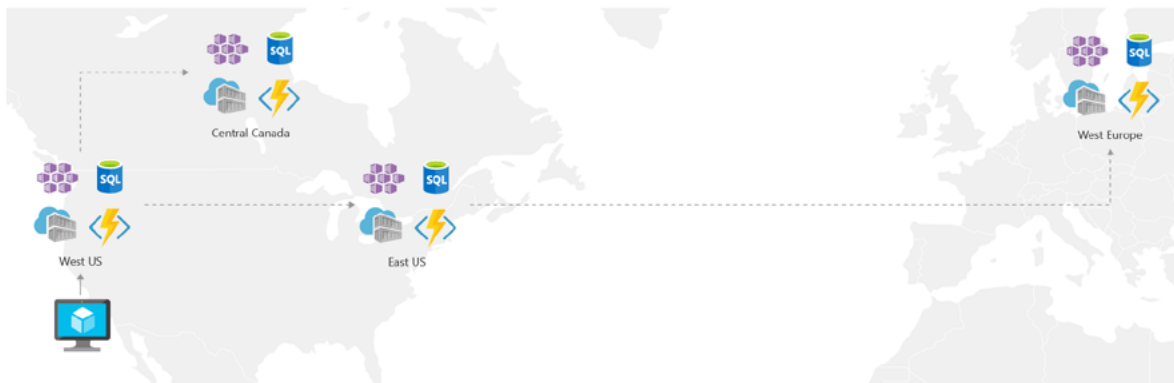 SQL
SQL
Central Canada
West Europe
SQL
SQL
West US
East US